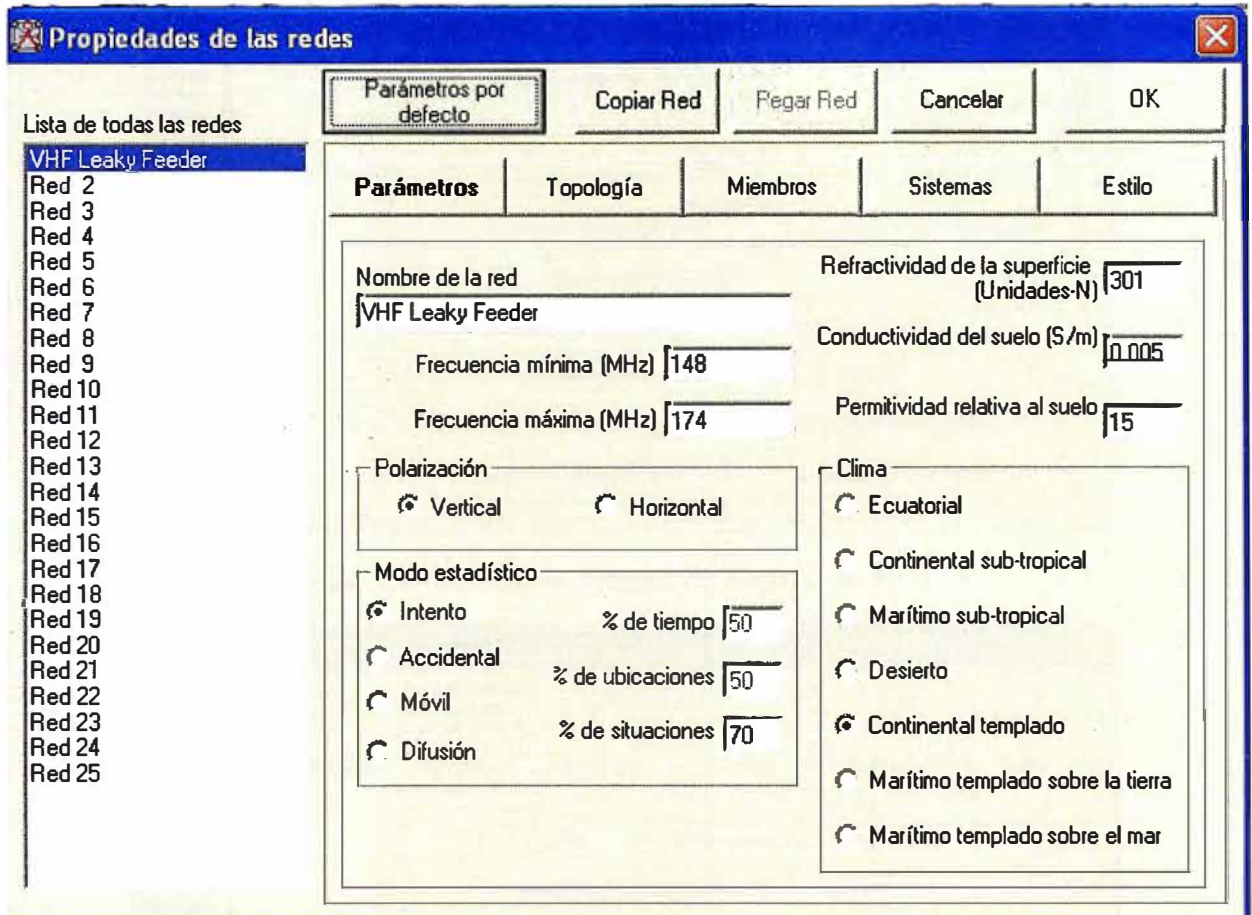 Propiedades de las redes
Parámetros por
defecto
Copiar Red
Pegar Red
Cancelar
OK
Lista de todas las redes
VHF Leaky Feeder
Red 2
Red 3
Red 4
Red 5
Red 6
Red 7
Red 8
Red 9
Red 10
Red 11
Red 12
Red 13
Red 14
Red 15
Red 16
Red 17
Red 18
Red 19
Red 20
Red 21
Red 22
Red 23
Red 24
Red 25
Parámetros
Topología
Miembros
Sistemas
Estilo
Nombre de la red
VHF Leaky Feeder
Frecuencia mínima (MHz) 148
Frecuencia máxima (MHz) 174
Refractividad de la superficie
(Unidades-N) 301
Conductividad del suelo (S/m) 0.005
Permitividad relativa al suelo 15
Polarización
Vertical
Horizontal
Modo estadístico
Intento
Accidental
Móvil
Difusión
% de tiempo 50
% de ubicaciones 50
% de situaciones 70
Clima
Ecuatorial
Continental sub-tropical
Marítimo sub-tropical
Desierto
Continental templado
Marítimo templado sobre la tierra
Marítimo templado sobre el mar